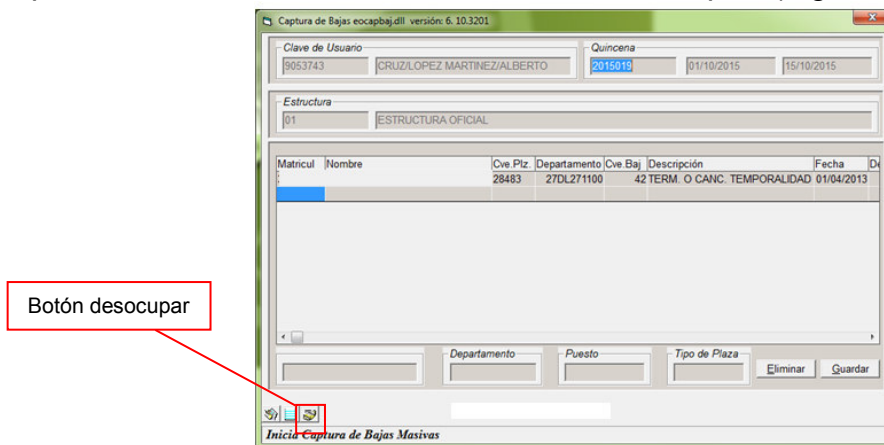 Captura de Bajas eocapbaj.dll versión: 6. 10.3201
Clave de Usuario
Quincena
9053743 CRUZ/LOPEZ MARTINEZ/ALBERTO 2015019 01/10/2015 15/10/2015
Estructura
01 ESTRUCTURA OFICIAL
Matricul Nombre Cve.Plz. Departamento Cve.Baj Descripción Fecha De
28483 27DL271100 42 TERM. O CANC. TEMPORALIDAD 01/04/2013
Botón desocupar
Departamento Puesto Tipo de Plaza
Eliminar Guardar
Inicia Captura de Bajas Masivas